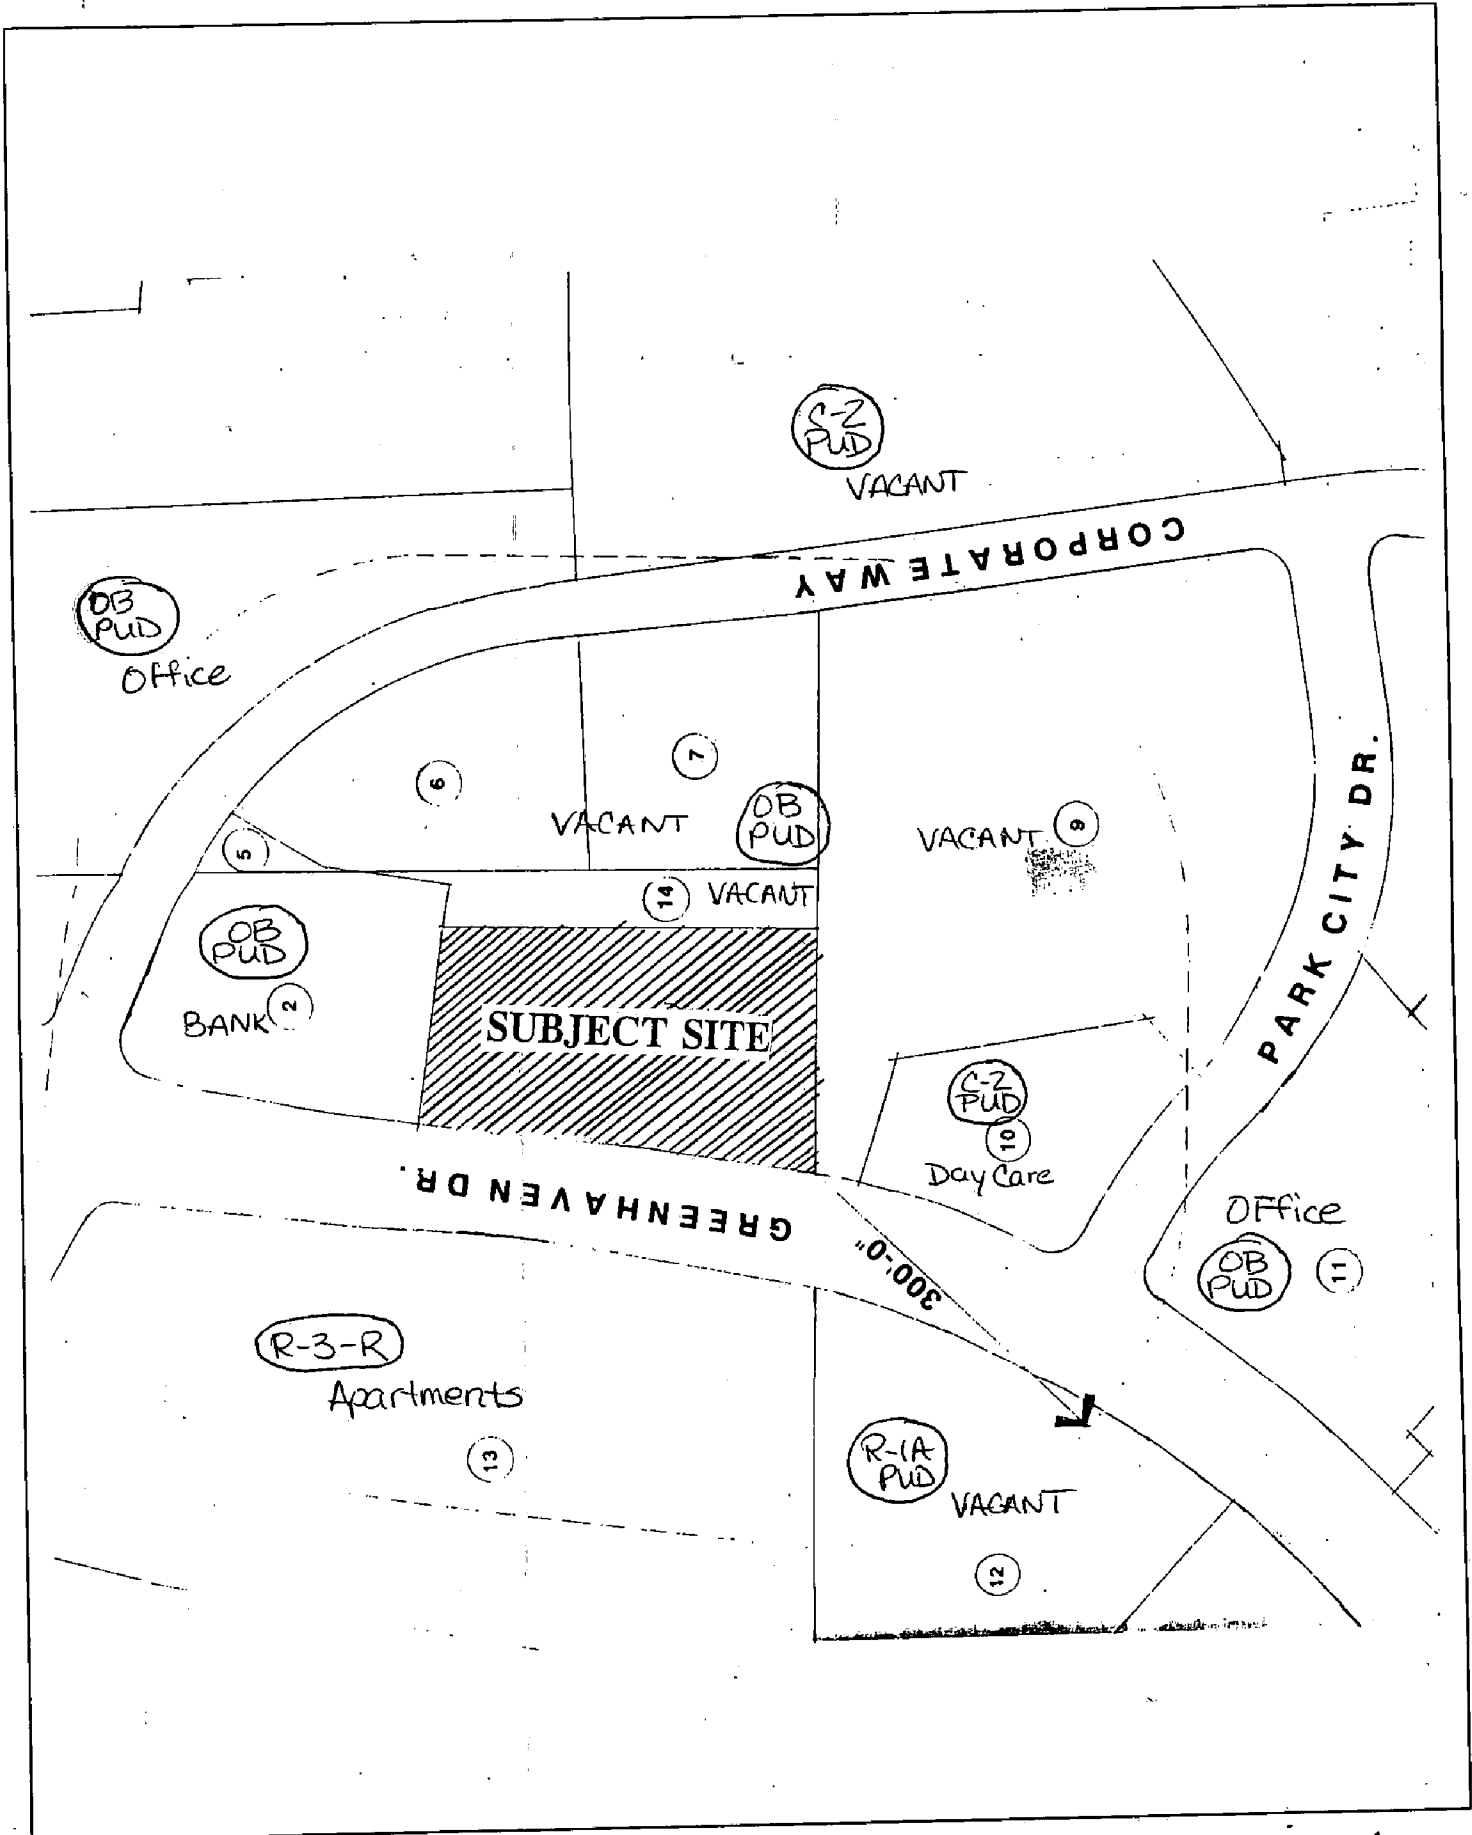 C-2
PUD
VACANT
CORPORATE WAY
OB
PUD
Office
7
6
VACANT
OB
PUD
VACANT
9
5
PARK CITY DR.
14
VACANT
OB
PUD
BANK
2
SUBJECT SITE
C-2
PUD
10
Day Care
GREENHAVEN DR.
OFFice
OB
PUD
11
300'-0"
R-3-R
Apartments
13
R-1A
PUD
VACANT
12